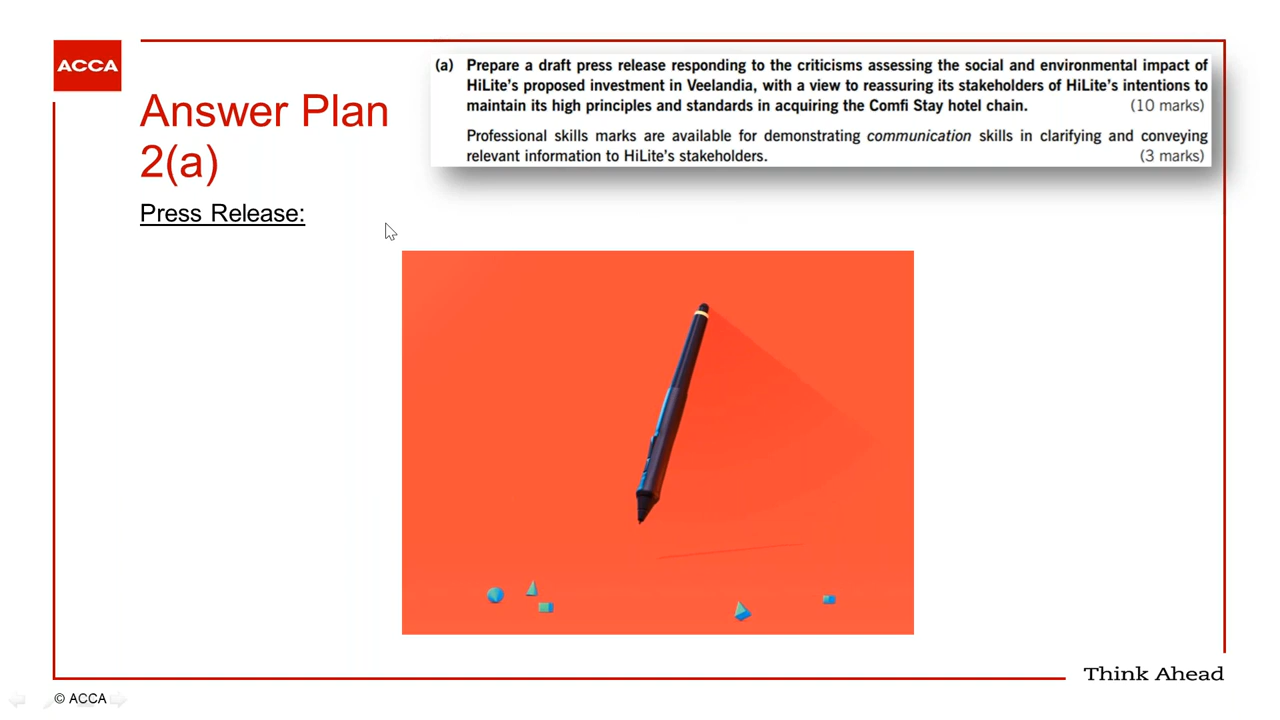 ACCA
Answer Plan
2(a)
Press Release:
(a) Prepare a draft press release responding to the criticisms assessing the social and environmental impact of
HiLite's proposed investment in Veelandia, with a view to reassuring its stakeholders of HiLite's intentions to
maintain its high principles and standards in acquiring the Comfi Stay hotel chain. (10 marks)
Professional skills marks are available for demonstrating communication skills in clarifying and conveying
relevant information to HiLite's stakeholders. (3 marks)
Think Ahead
© ACCA